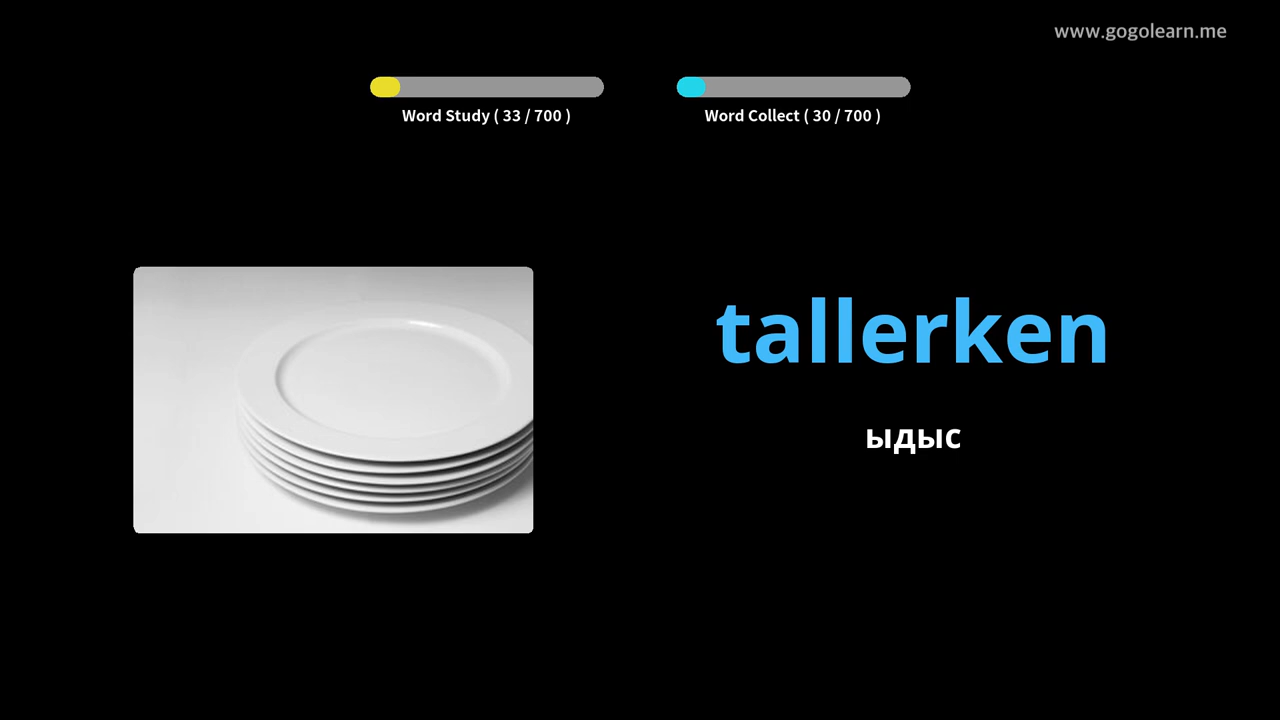 www.gogolearn.me
Word Study ( 33 / 700 )
Word Collect ( 30 / 700 )
tallerken
ыдыс